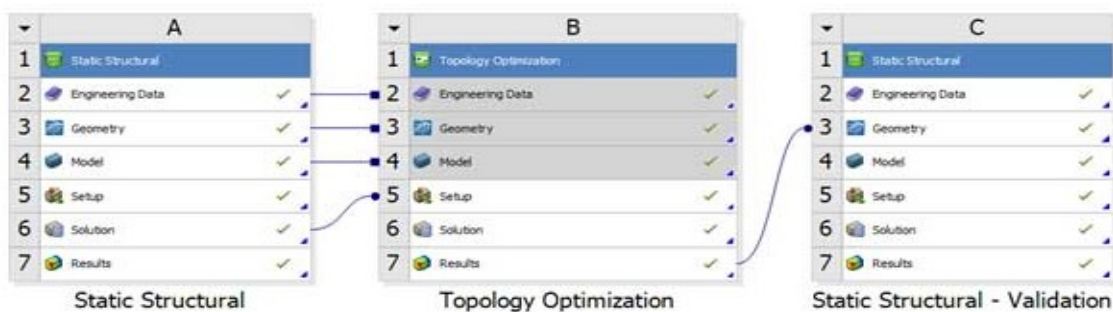 A
1 Static Structural
2 Engineering Data
3 Geometry
4 Model
5 Setup
6 Solution
7 Results
Static Structural
B
1 Topology Optimization
2 Engineering Data
3 Geometry
4 Model
5 Setup
6 Solution
7 Results
Topology Optimization
C
1 Static Structural
2 Engineering Data
3 Geometry
4 Model
5 Setup
6 Solution
7 Results
Static Structural - Validation